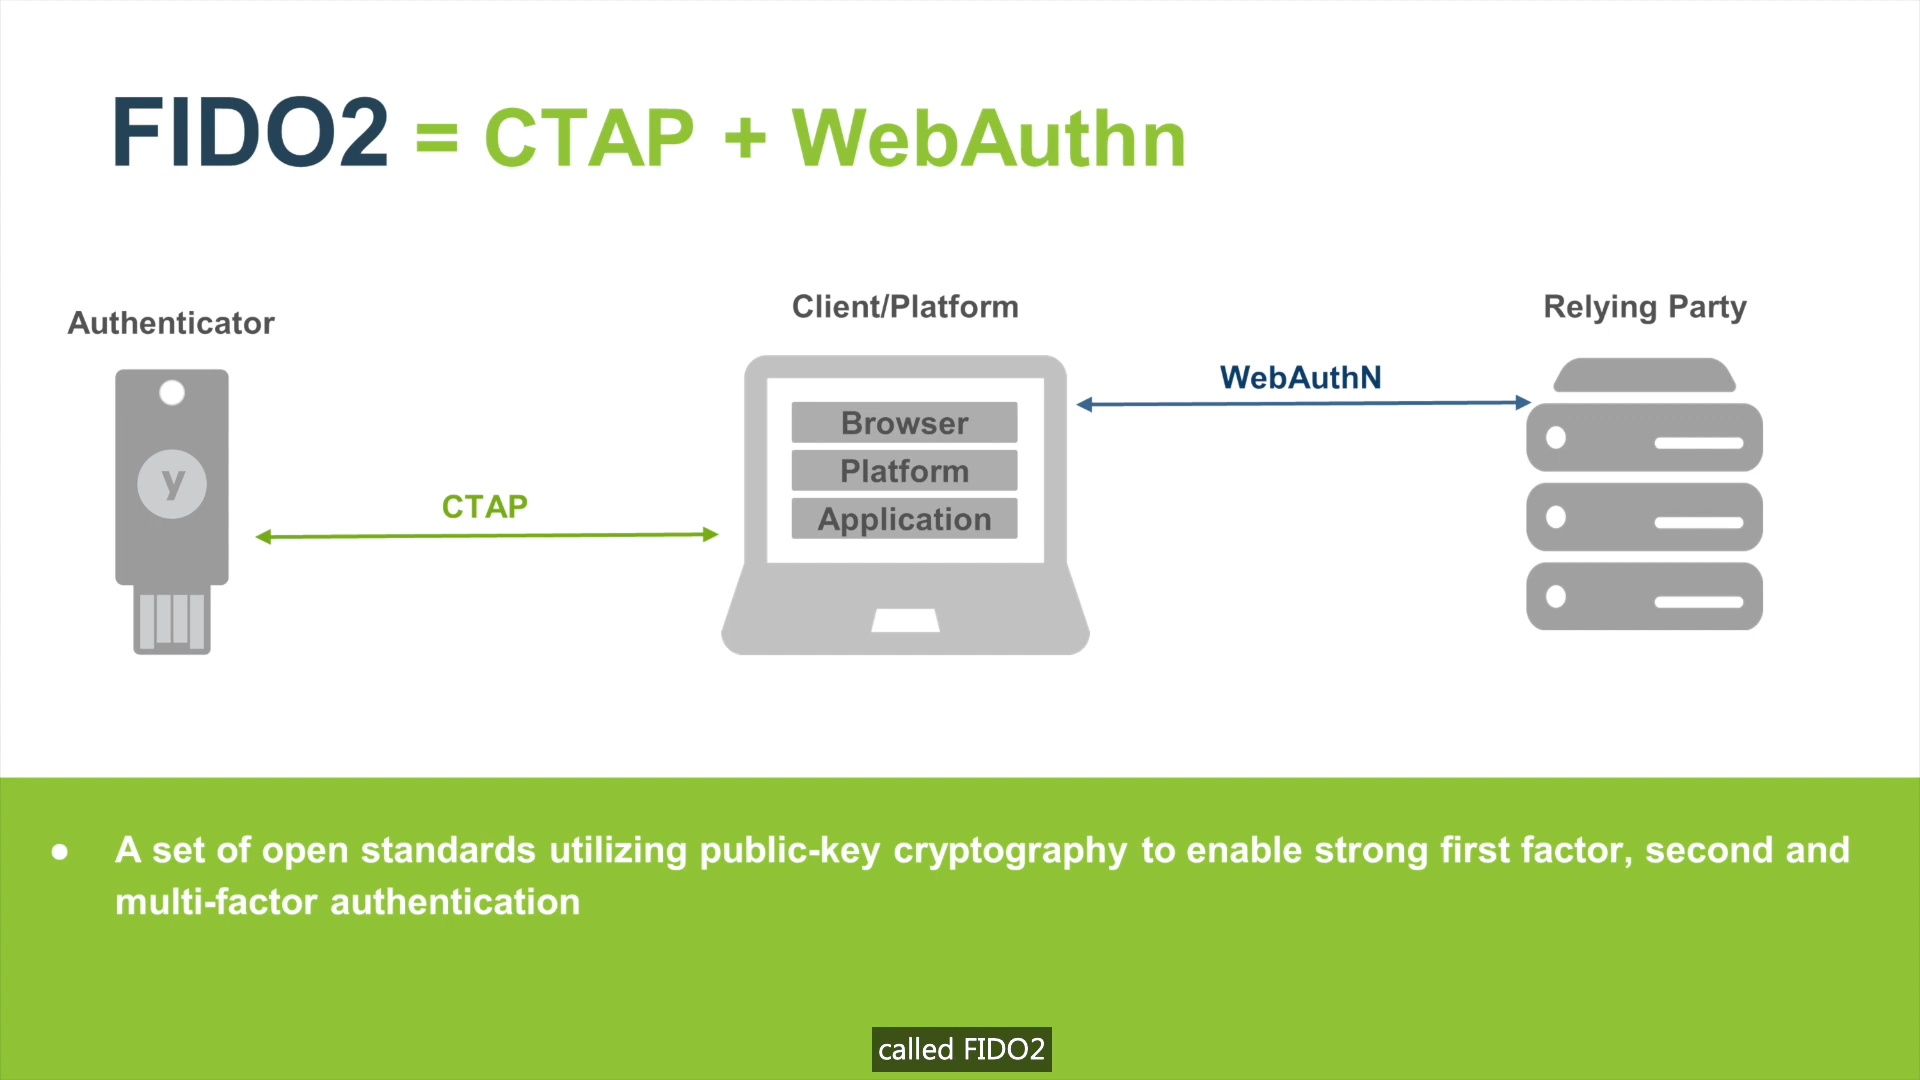 FIDO2 = CTAP + WebAuthn
Authenticator
Client/Platform
Relying Party
WebAuthN
Browser
Platform
Application
y
CTAP
● A set of open standards utilizing public-key cryptography to enable strong first factor, second and
multi-factor authentication
called FIDO2